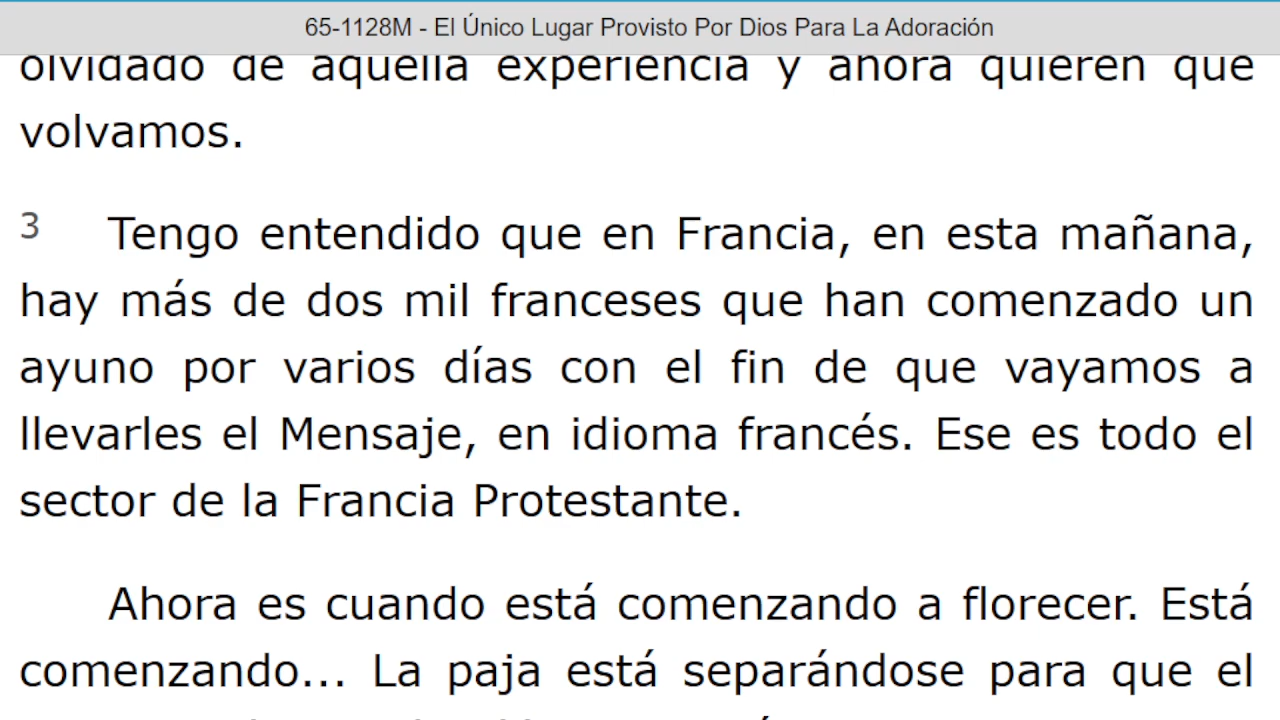 65-1128M - El Único Lugar Provisto Por Dios Para La Adoración
olvidado de aquella experiencia y ahora quieren que
volvamos.
3 Tengo entendido que en Francia, en esta mañana,
hay más de dos mil franceses que han comenzado un
ayuno por varios días con el fin de que vayamos a
llevarles el Mensaje, en idioma francés. Ese es todo el
sector de la Francia Protestante.
Ahora es cuando está comenzando a florecer. Está
comenzando... La paja está separándose para que el